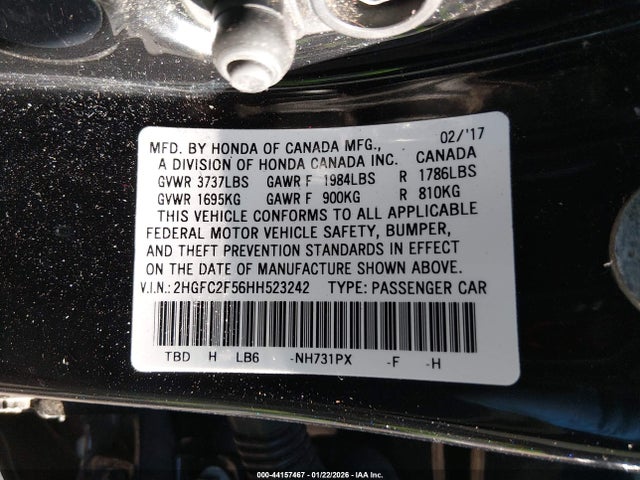 MFD. BY HONDA OF CANADA MFG., 02/'17
A DIVISION OF HONDA CANADA INC. CANADA
GVWR 3737LBS GAWR F 1984LBS R 1786LBS
GVWR 1695KG GAWR F 900KG R 810KG
THIS VEHICLE CONFORMS TO ALL APPLICABLE
FEDERAL MOTOR VEHICLE SAFETY, BUMPER,
AND THEFT PREVENTION STANDARDS IN EFFECT
ON THE DATE OF MANUFACTURE SHOWN ABOVE.
V.I.N.: 2HGFC2F56HH523242 TYPE: PASSENGER CAR
TBD H LB6 -NH731PX -F -H
000-44157467 - 01/22/2026 - IAA Inc.